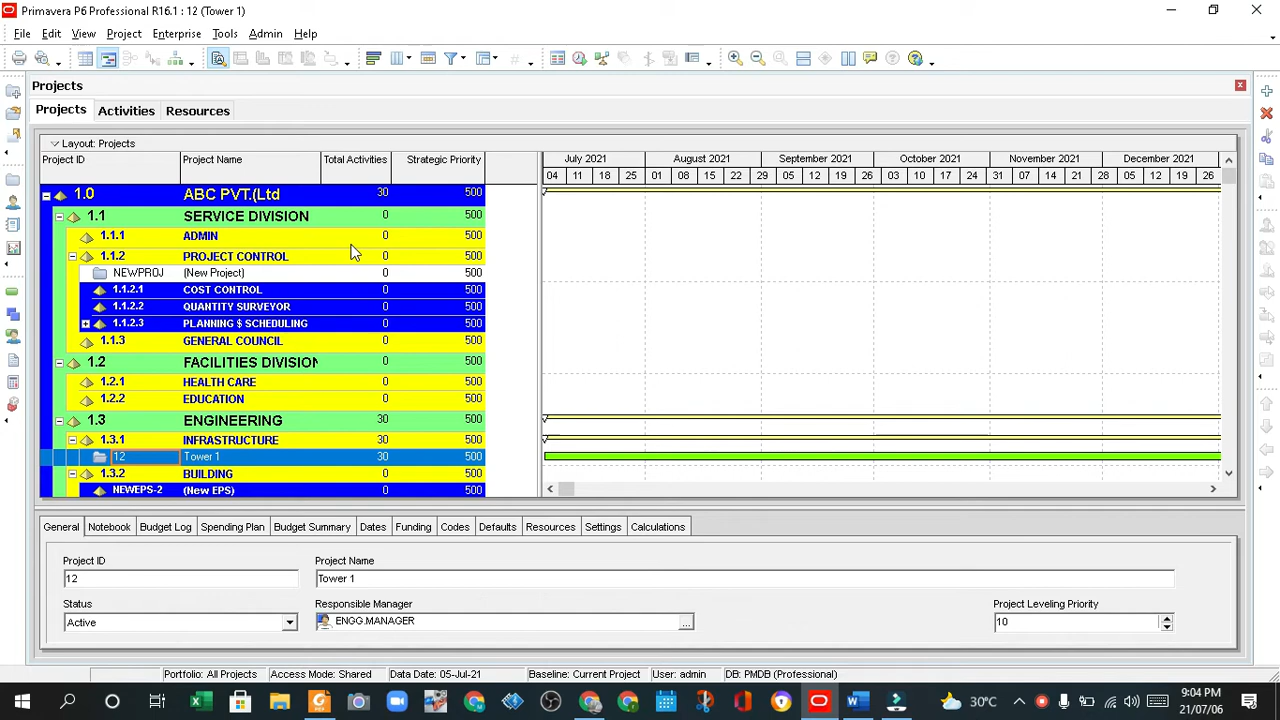 Primavera P6 Professional R16.1 : 12 (Tower 1)
File Edit View Project Enterprise Tools Admin Help
Projects
Projects Activities Resources
Layout: Projects
Project ID Project Name Total Activities Strategic Priority July 2021 August 2021 September 2021 October 2021 November 2021 December 2021
04 11 18 25 01 08 15 22 29 05 12 19 26 03 10 17 24 31 07 14 21 28 05 12 19 26
1.0 ABC PVT.(Ltd 30 500
1.1 SERVICE DIVISION 0 500
1.1.1 ADMIN 0 500
1.1.2 PROJECT CONTROL 0 500
NEWPROJ (New Project) 0 500
1.1.2.1 COST CONTROL 0 500
1.1.2.2 QUANTITY SURVEYOR 0 500
1.1.2.3 PLANNING $ SCHEDULING 0 500
1.1.3 GENERAL COUNCIL 0 500
1.2 FACILITIES DIVISION 0 500
1.2.1 HEALTH CARE 0 500
1.2.2 EDUCATION 0 500
1.3 ENGINEERING 30 500
1.3.1 INFRASTRUCTURE 30 500
12 Tower 1 30 500
1.3.2 BUILDING 0 500
NEWEPS-2 (New EPS) 0 500
General Notebook Budget Log Spending Plan Budget Summary Dates Funding Codes Defaults Resources Settings Calculations
Project ID Project Name
12 Tower 1
Status Responsible Manager Project Leveling Priority
Active ENGG.MANAGER ... 10
Portfolio: All Projects Access Mode: Shared Data Date: 05-Jul-21 Baseline: Current Project User: admin DB: PMDB (Professional)
30°C 9:04 PM
21/07/06